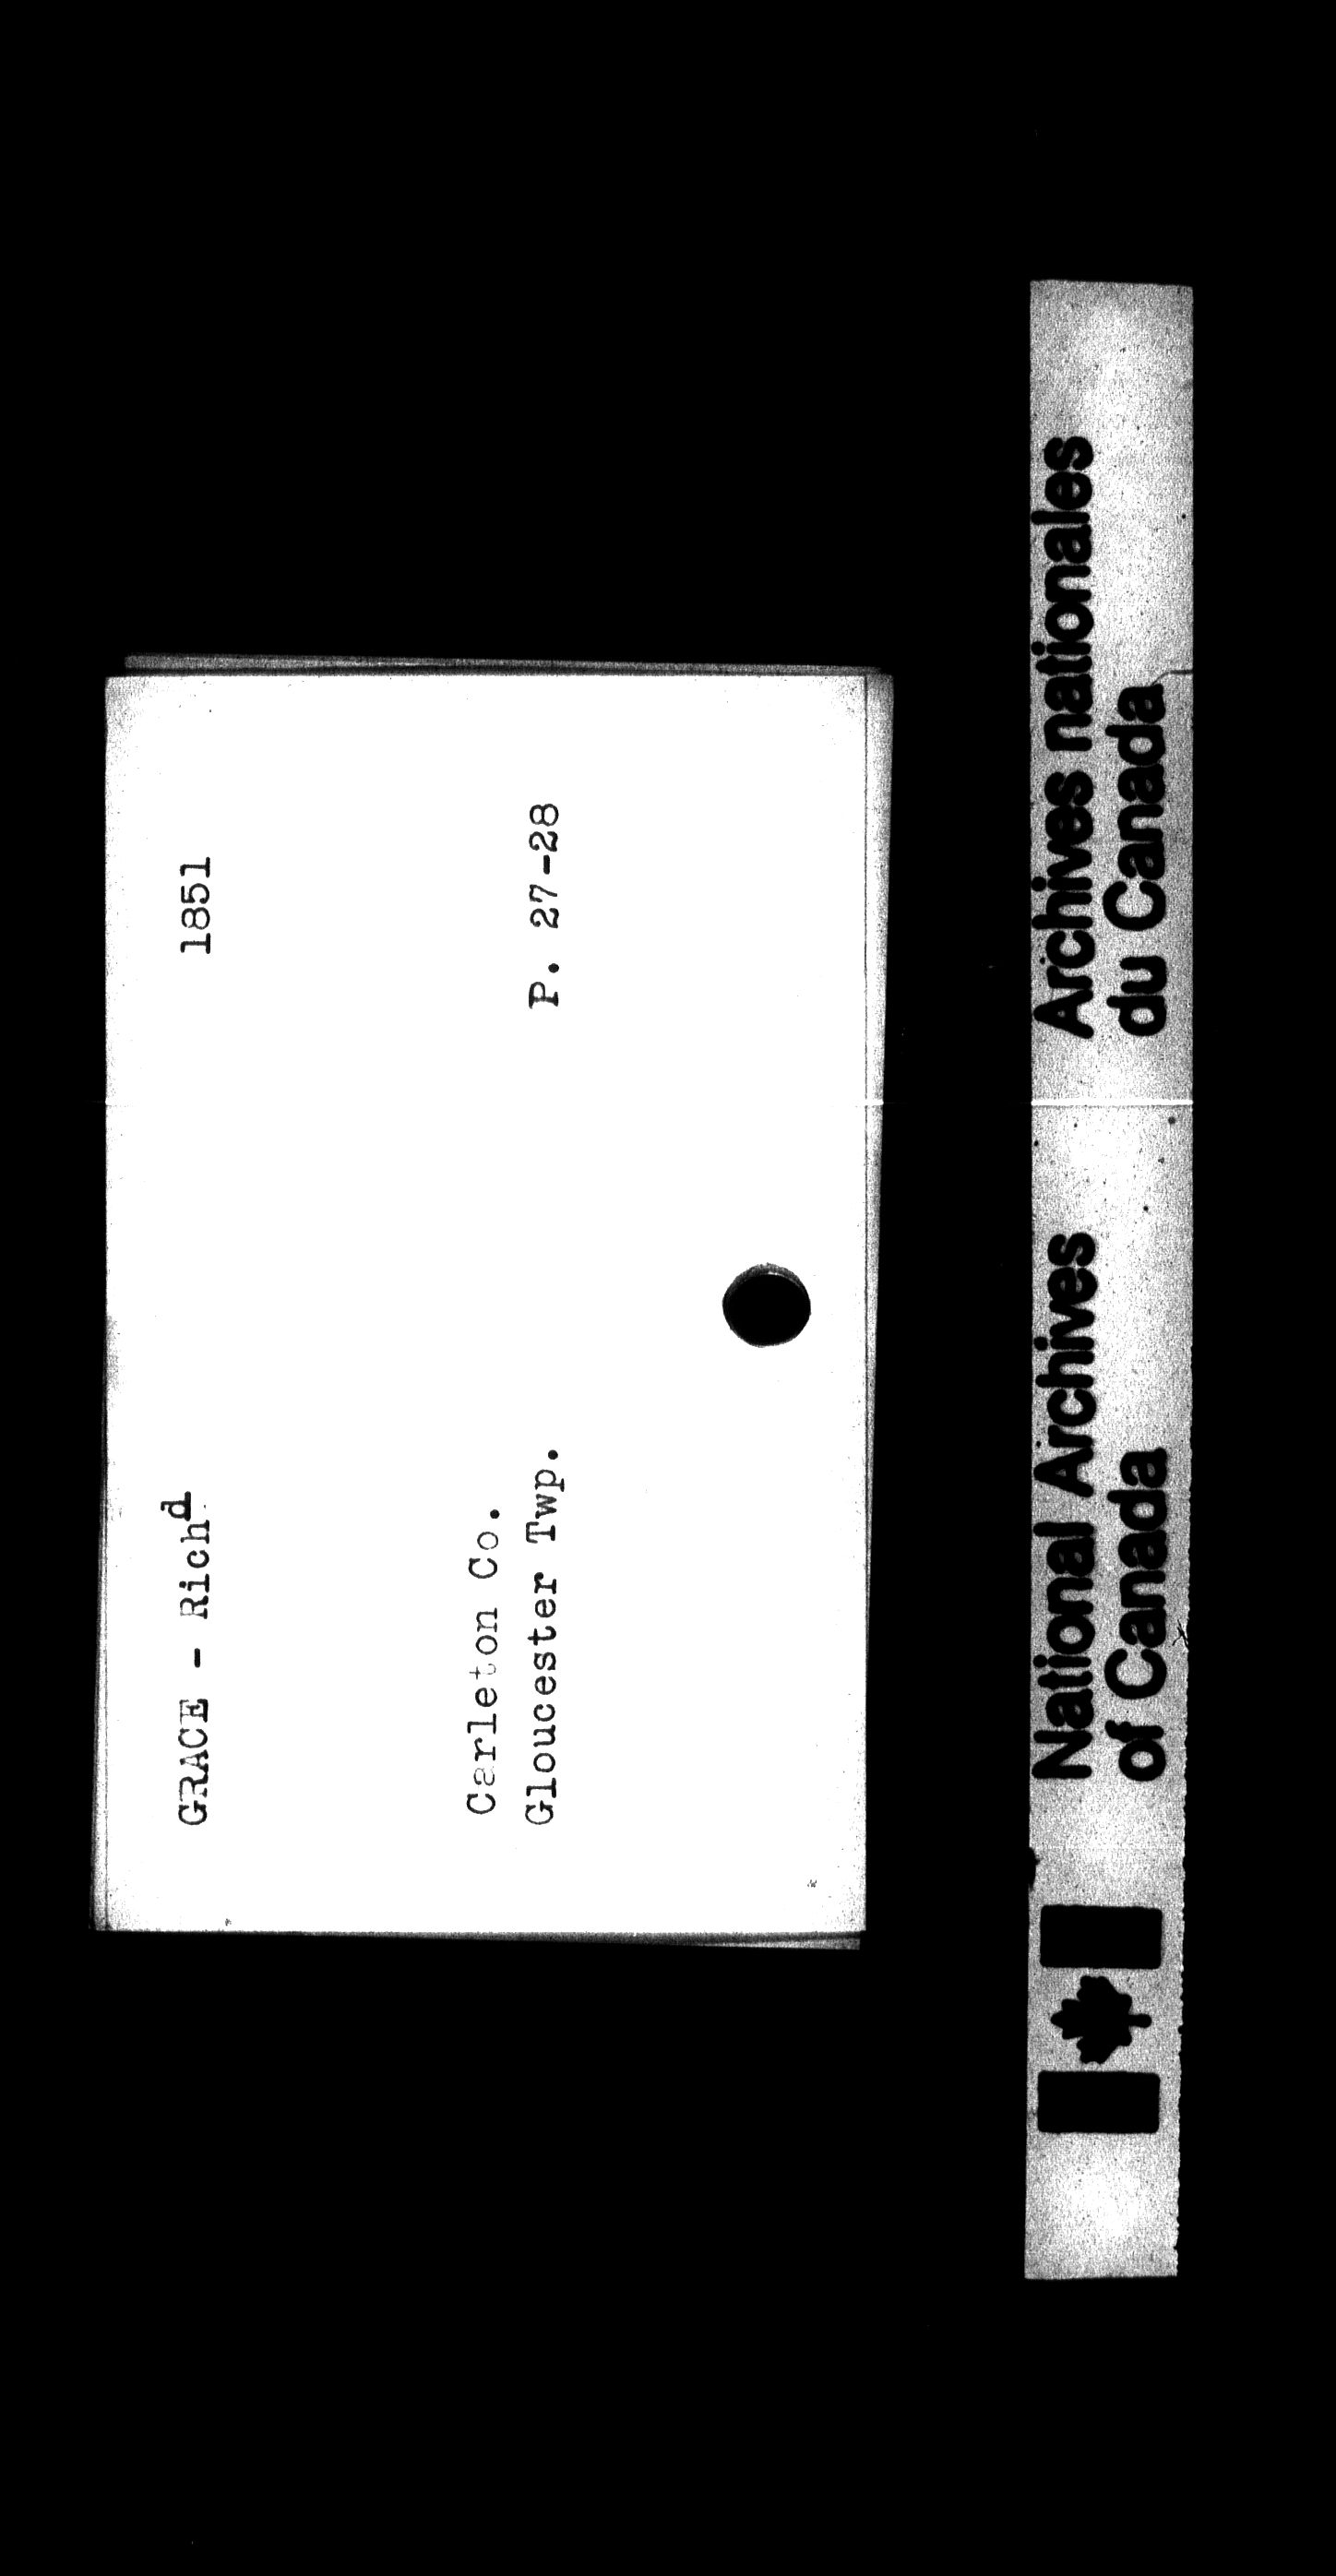 GRACE - Richd 1851
Carleton Co.
Gloucester Twp. P. 27-28
National Archives Archives nationales
of Canada du Canada